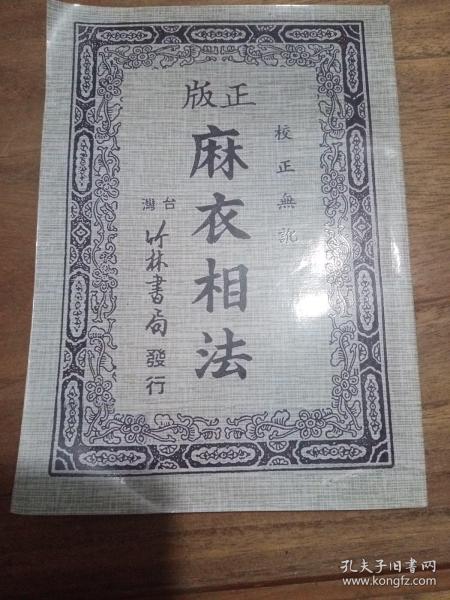 正版
校正無訛
麻衣相法
台灣
竹林書局發行
孔夫子旧书网
www.kongfz.com